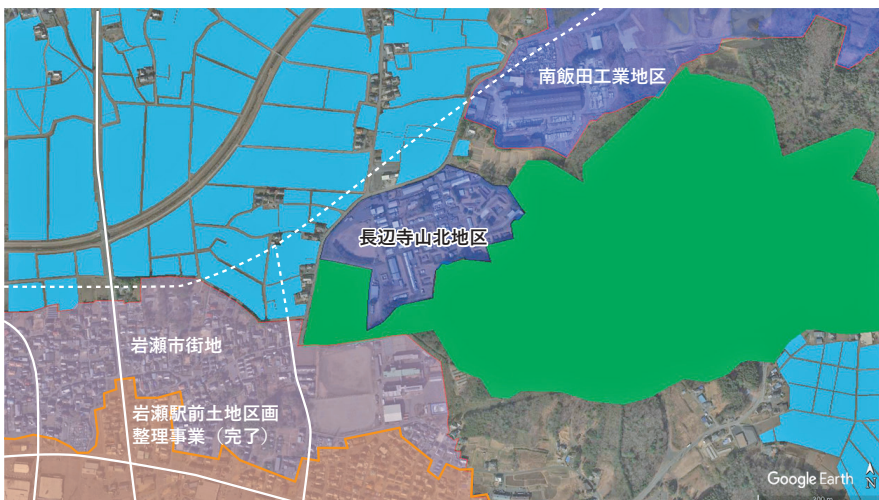 南飯田工業地区
長辺寺山北地区
岩瀬市街地
岩瀬駅前土地区画
整理事業（完了）
Google Earth
N